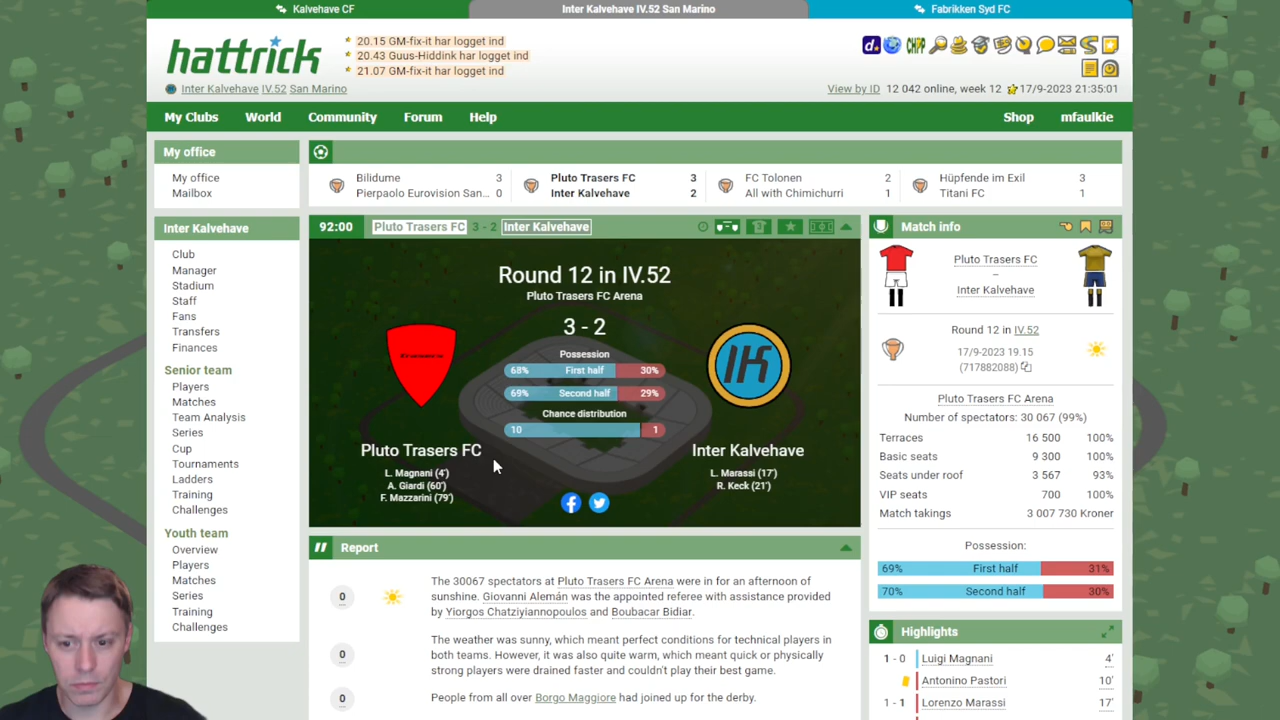 Kalvehave CF
Inter Kalvehave IV.52 San Marino
Fabrikken Syd FC
hattrick
20.15 GM-fix-it har logget ind
20.43 Guus-Hiddink har logget ind
21.07 GM-fix-it har logget ind
CHPP
Inter Kalvehave IV.52 San Marino
View by ID 12 042 online, week 12 17/9-2023 21:35:01
My Clubs World Community Forum Help Shop mfaulkie
My office
My office
Mailbox
Bilidume 3
Pierpaolo Eurovision San... 0
Pluto Trasers FC 3
Inter Kalvehave 2
FC Tolonen 2
All with Chimichurri 1
Hüpfende im Exil 3
Titani FC 1
Inter Kalvehave
Club
Manager
Stadium
Staff
Fans
Transfers
Finances
Senior team
Players
Matches
Team Analysis
Series
Cup
Tournaments
Ladders
Training
Challenges
Youth team
Overview
Players
Matches
Series
Training
Challenges
92:00 Pluto Trasers FC 3 - 2 Inter Kalvehave
Round 12 in IV.52
Pluto Trasers FC Arena
3 - 2
Possession
68% First half 30%
69% Second half 29%
Chance distribution
10 1
IK
Pluto Trasers FC
L. Magnani (4')
A. Giardi (60')
F. Mazzarini (79')
Inter Kalvehave
L. Marassi (17')
R. Keck (21')
Report
0
The 30067 spectators at Pluto Trasers FC Arena were in for an afternoon of
sunshine. Giovanni Alemán was the appointed referee with assistance provided
by Yiorgos Chatziyiannopoulos and Boubacar Bidiar.
0
The weather was sunny, which meant perfect conditions for technical players in
both teams. However, it was also quite warm, which meant quick or physically
strong players were drained faster and couldn't play their best game.
0
People from all over Borgo Maggiore had joined up for the derby.
Match info
Pluto Trasers FC
–
Inter Kalvehave
Round 12 in IV.52
17/9-2023 19.15
(717882088)
Pluto Trasers FC Arena
Number of spectators: 30 067 (99%)
Terraces 16 500 100%
Basic seats 9 300 100%
Seats under roof 3 567 93%
VIP seats 700 100%
Match takings 3 007 730 Kroner
Possession:
69% First half 31%
70% Second half 30%
Highlights
1 - 0 Luigi Magnani 4'
Antonino Pastori 10'
1 - 1 Lorenzo Marassi 17'